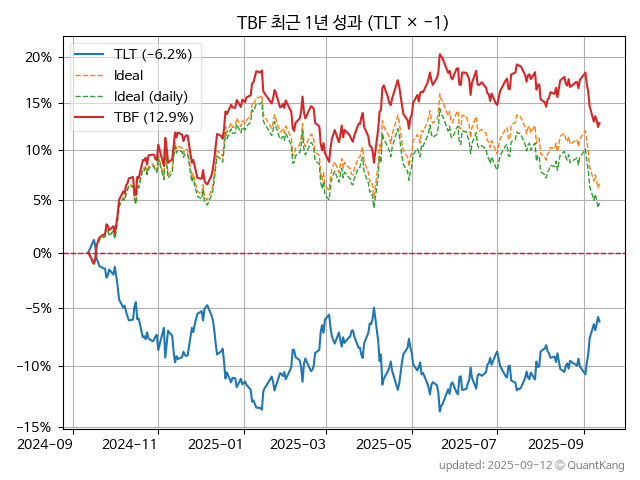 TBF 최근 1년 성과 (TLT × −1)
TLT (−6.2%)
Ideal
Ideal (daily)
TBF (12.9%)
20%
15%
10%
5%
0%
−5%
−10%
−15%
2024-09 2024-11 2025-01 2025-03 2025-05 2025-07 2025-09
updated: 2025-09-12 © QuantKang